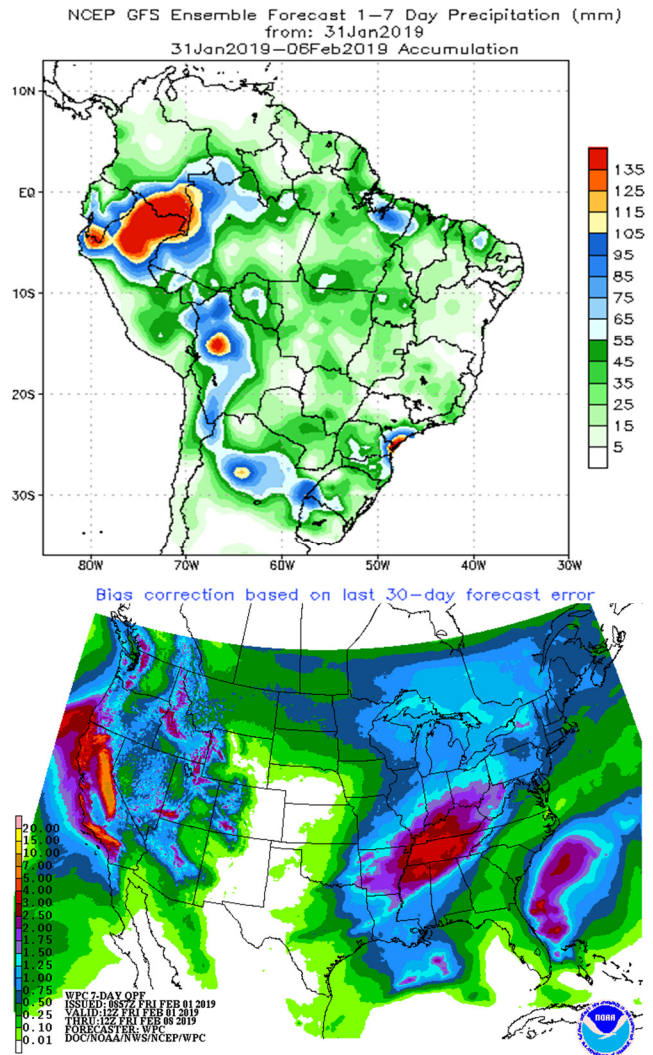 NCEP GFS Ensemble Forecast 1–7 Day Precipitation (mm)
from: 31Jan2019
31Jan2019–06Feb2019 Accumulation
10N
EQ
10S
20S
30S
80W
70W
60W
50W
40W
30W
135
125
115
105
95
85
75
65
55
45
35
25
15
5
Bias correction based on last 30–day forecast error
20.00
15.00
10.00
7.00
5.00
4.00
3.00
2.50
2.00
1.75
1.50
1.25
1.00
0.75
0.50
0.25
0.10
0.01
WPC 7-DAY QPF
ISSUED: 0857Z FRI FEB 01 2019
VALID: 12Z FRI FEB 01 2019
THRU: 12Z FRI FEB 08 2019
FORECASTER: WPC
DOC/NOAA/NWS/NCEP/WPC
NOAA